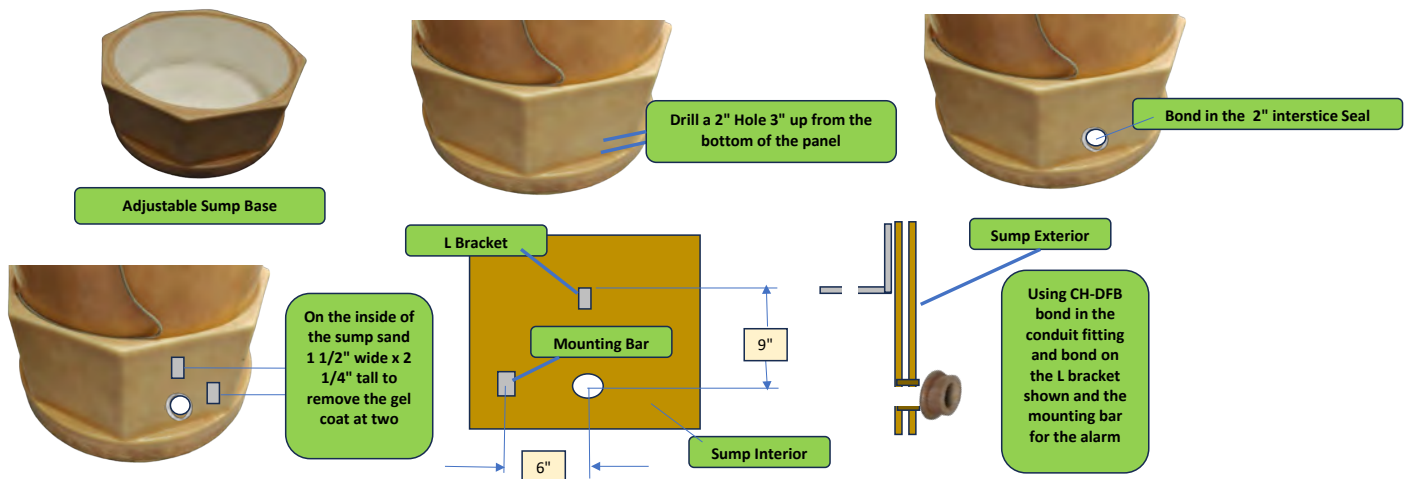 Adjustable Sump Base
Drill a 2" Hole 3" up from the
bottom of the panel
Bond in the  2" interstice Seal
On the inside of
the sump sand
1 1/2" wide x 2
1/4" tall to
remove the gel
coat at two
L Bracket
Mounting Bar
9"
6"
Sump Interior
Sump Exterior
Using CH-DFB
bond in the
conduit fitting
and bond on
the L bracket
shown and the
mounting bar
for the alarm